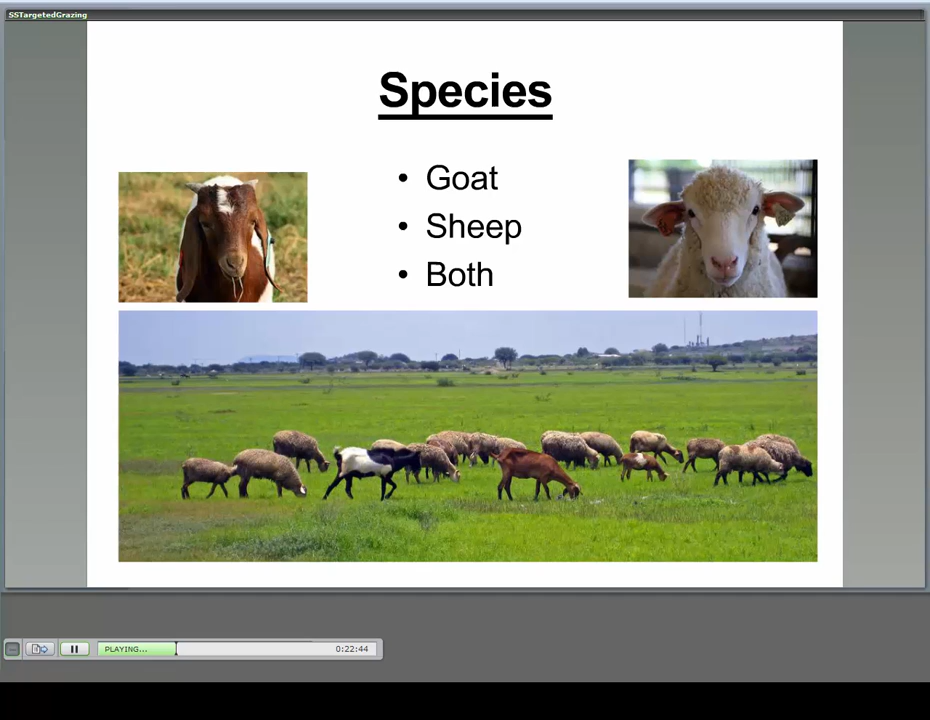 SSTargetedGrazing
Species
• Goat
• Sheep
• Both
PLAYING...
0:22:44